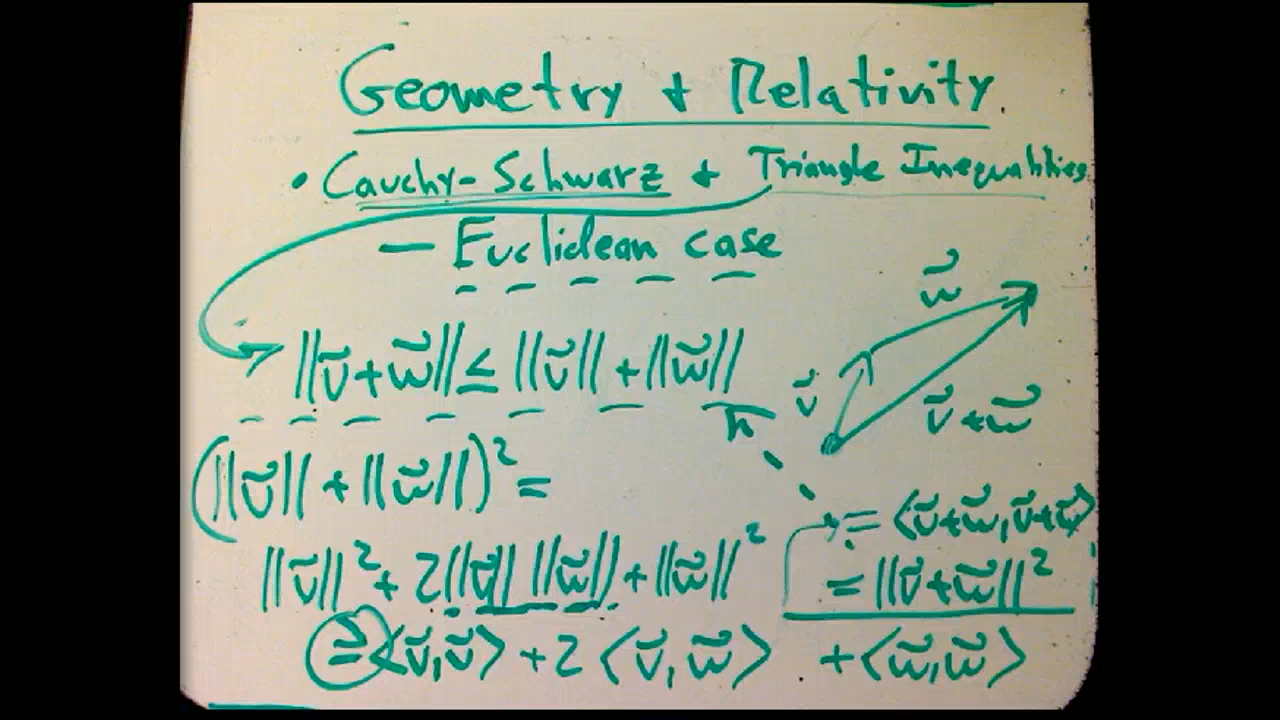 Geometry + Relativity.
• Cauchy-Schwarz + Triangle Inequalities
— Euclidean case
||v⃗+w⃗|| ≤ ||v⃗|| + ||w⃗||
w⃗
v⃗
v⃗+w⃗
(||v⃗|| + ||w⃗||)² =
||v⃗||² + 2(||v⃗|| ||w⃗||) + ||w⃗||²
≥ <v⃗,v⃗> + 2 <v⃗,w⃗> + <w⃗,w⃗>
= <v⃗+w⃗,v⃗+w⃗>
= ||v⃗+w⃗||²